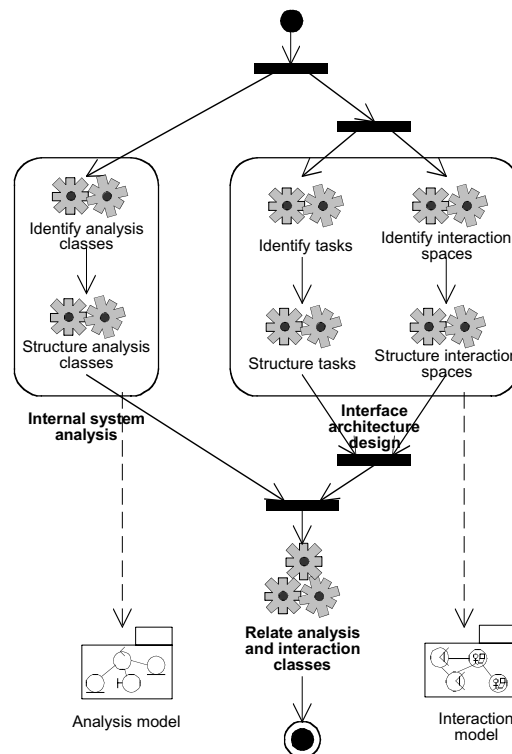 Identify analysis
classes
Identify tasks
Identify interaction
spaces
Structure analysis
classes
Structure tasks
Structure interaction
spaces
Internal system
analysis
Interface
architecture
design
Relate analysis
and interaction
classes
Analysis model
Interaction
model